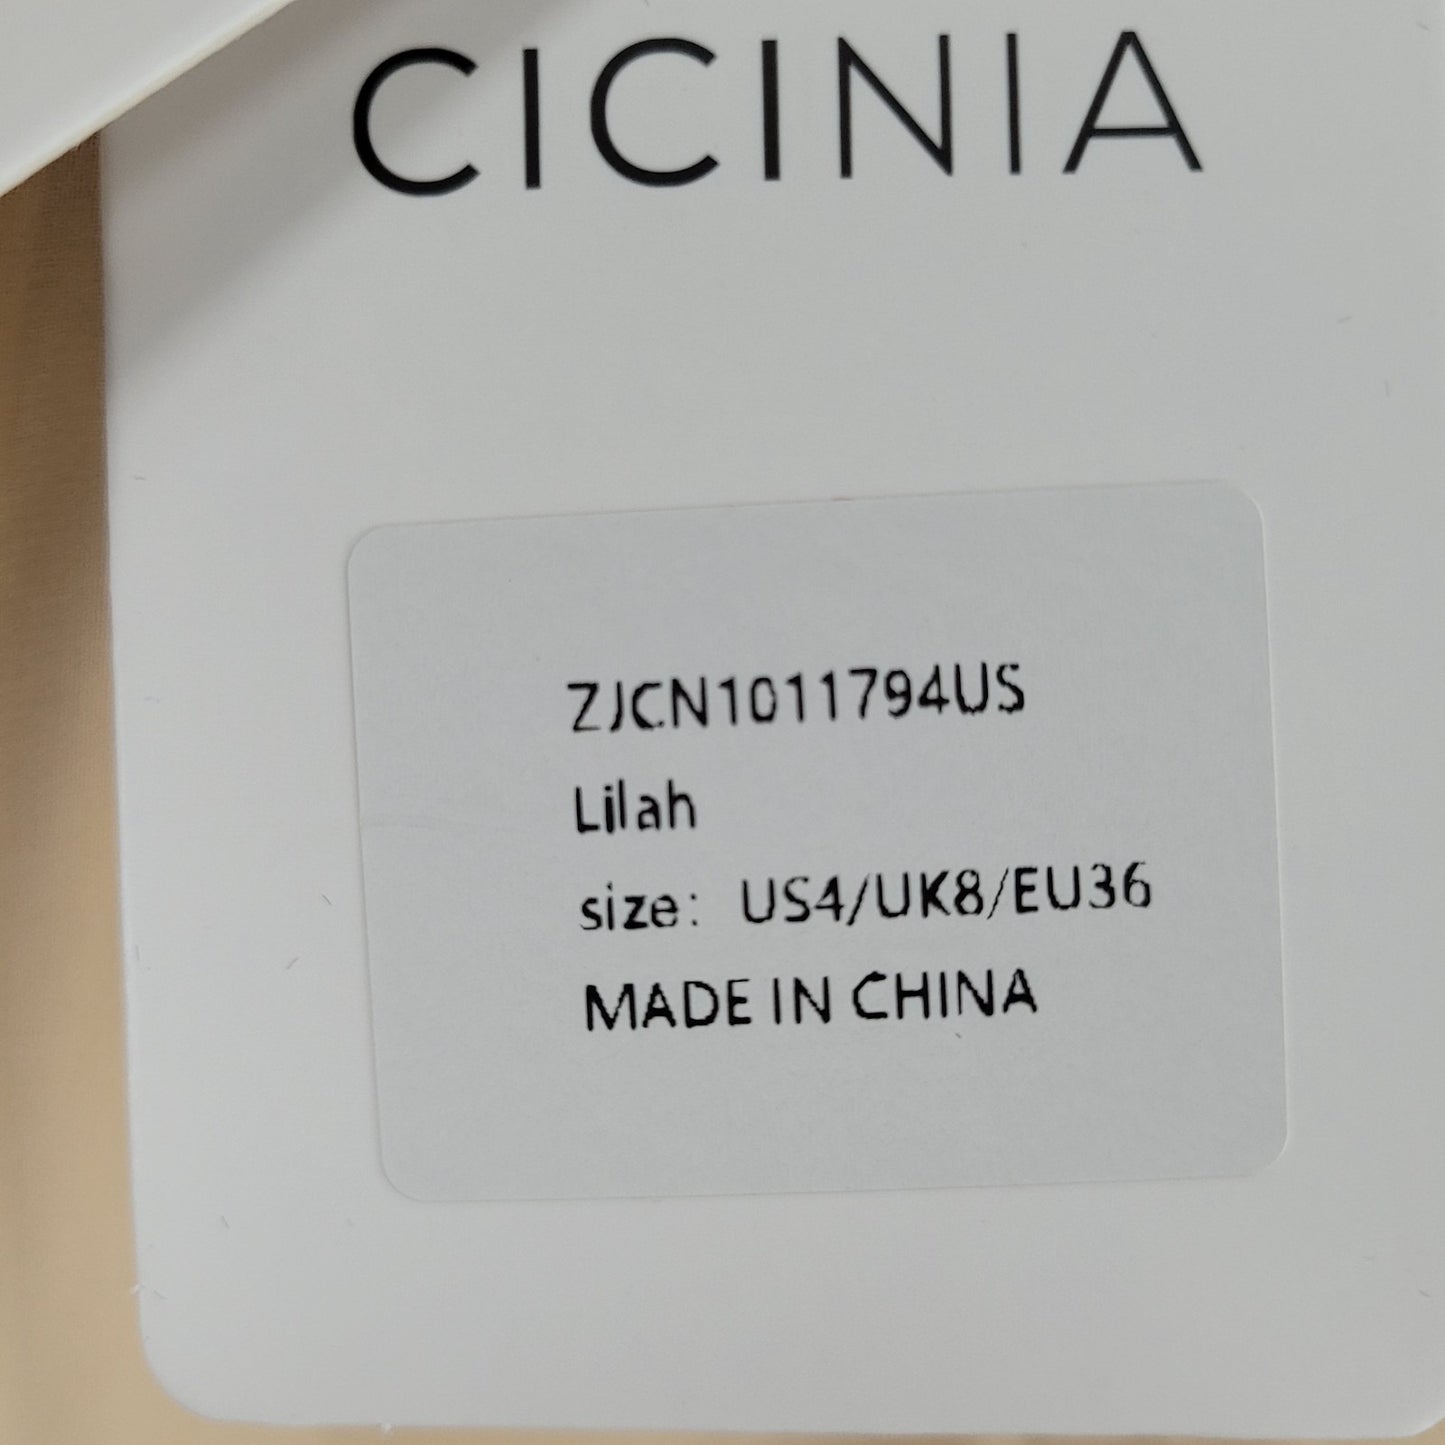 CICINIA
ZJCN1011794US
Lilah
size: US4/UK8/EU36
MADE IN CHINA